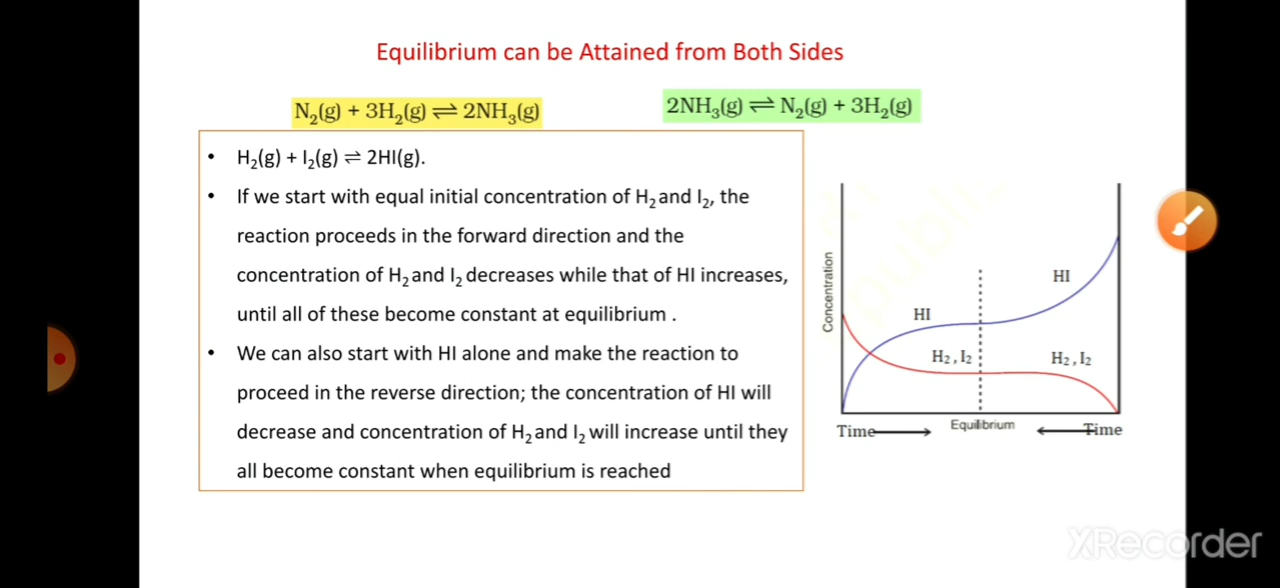 Equilibrium can be Attained from Both Sides
N₂(g) + 3H₂(g) ⇌ 2NH₃(g)
2NH₃(g) ⇌ N₂(g) + 3H₂(g)
• H₂(g) + I₂(g) ⇌ 2HI(g).
• If we start with equal initial concentration of H₂ and I₂, the
reaction proceeds in the forward direction and the
concentration of H₂ and I₂ decreases while that of HI increases,
until all of these become constant at equilibrium .
• We can also start with HI alone and make the reaction to
proceed in the reverse direction; the concentration of HI will
decrease and concentration of H₂ and I₂ will increase until they
all become constant when equilibrium is reached
Concentration
HI
HI
H₂ , I₂
H₂ , I₂
Time
Equilibrium
Time
XRecorder